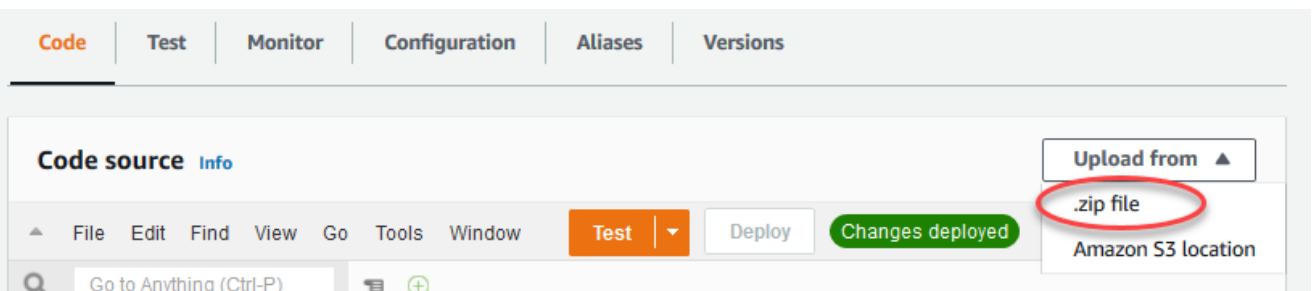 Code Test Monitor Configuration Aliases Versions
Code source Info
Upload from
.zip file
Amazon S3 location
File Edit Find View Go Tools Window Test Deploy Changes deployed
Go to Anything (Ctrl-P)